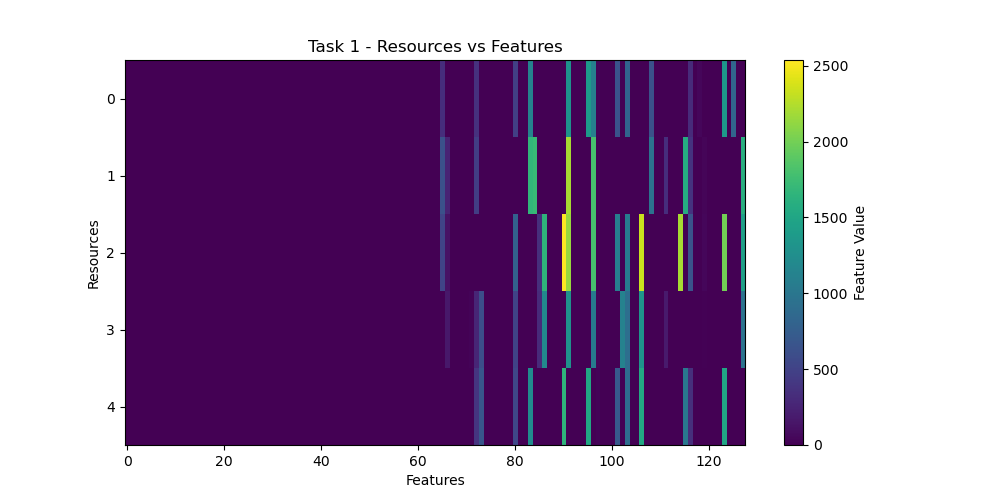 Task 1 - Resources vs Features
Resources
0
1
2
3
4
0 20 40 60 80 100 120
Features
2500
2000
1500
1000
500
0
Feature Value